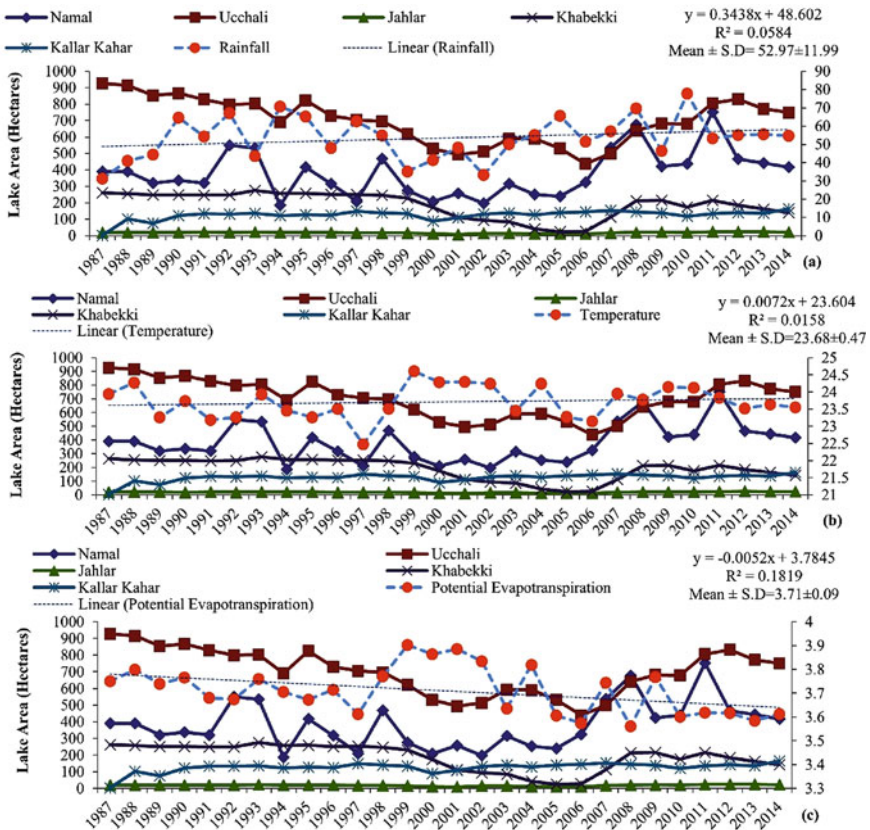 Namal Ucchali Jahlar Khabekki
Kallar Kahar Rainfall Linear (Rainfall)
y = 0.3438x + 48.602
R² = 0.0584
Mean ± S.D= 52.97±11.99
Lake Area (Hectares)
1000 900 800 700 600 500 400 300 200 100 0
90 80 70 60 50 40 30 20 10 0
(a)
1987 1988 1989 1990 1991 1992 1993 1994 1995 1996 1997 1998 1999 2000 2001 2002 2003 2004 2005 2006 2007 2008 2009 2010 2011 2012 2013 2014
Namal Ucchali Jahlar
Khabekki Kallar Kahar Temperature
Linear (Temperature)
y = 0.0072x + 23.604
R² = 0.0158
Mean ± S.D=23.68±0.47
Lake Area (Hectares)
1000 900 800 700 600 500 400 300 200 100 0
25 24.5 24 23.5 23 22.5 22 21.5 21
(b)
1987 1988 1989 1990 1991 1992 1993 1994 1995 1996 1997 1998 1999 2000 2001 2002 2003 2004 2005 2006 2007 2008 2009 2010 2011 2012 2013 2014
Namal Ucchali
Jahlar Khabekki
Kallar Kahar Potential Evapotranspiration
Linear (Potential Evapotranspiration)
y = -0.0052x + 3.7845
R² = 0.1819
Mean ± S.D=3.71±0.09
Lake Area (Hectares)
1000 900 800 700 600 500 400 300 200 100 0
4 3.9 3.8 3.7 3.6 3.5 3.4 3.3
(c)
1987 1988 1989 1990 1991 1992 1993 1994 1995 1996 1997 1998 1999 2000 2001 2002 2003 2004 2005 2006 2007 2008 2009 2010 2011 2012 2013 2014